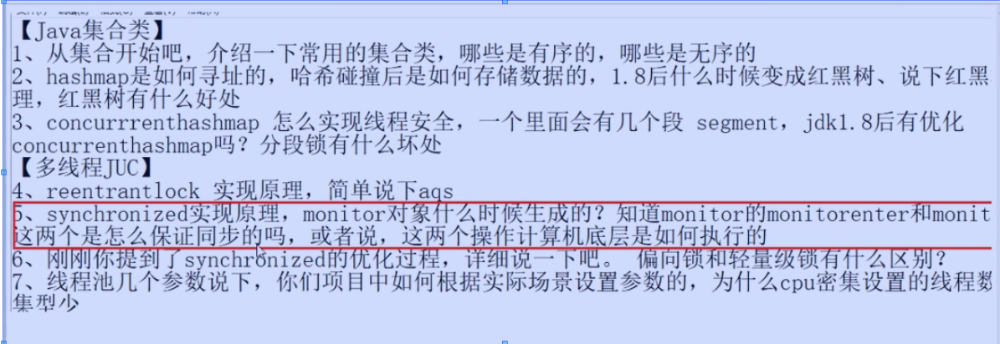 【Java集合类】
1、从集合开始吧，介绍一下常用的集合类，哪些是有序的，哪些是无序的
2、hashmap是如何寻址的，哈希碰撞后是如何存储数据的，1.8后什么时候变成红黑树、说下红黑
理，红黑树有什么好处
3、concurrrenthashmap 怎么实现线程安全，一个里面会有几个段 segment，jdk1.8后有优化
concurrenthashmap吗？分段锁有什么坏处
【多线程JUC】
4、reentrantlock 实现原理，简单说下aqs
5、synchronized实现原理，monitor对象什么时候生成的？知道monitor的monitorenter和monit
这两个是怎么保证同步的吗，或者说，这两个操作计算机底层是如何执行的
6、刚刚你提到了synchronized的优化过程，详细说一下吧。 偏向锁和轻量级锁有什么区别？
7、线程池几个参数说下，你们项目中如何根据实际场景设置参数的，为什么cpu密集设置的线程数
集型少